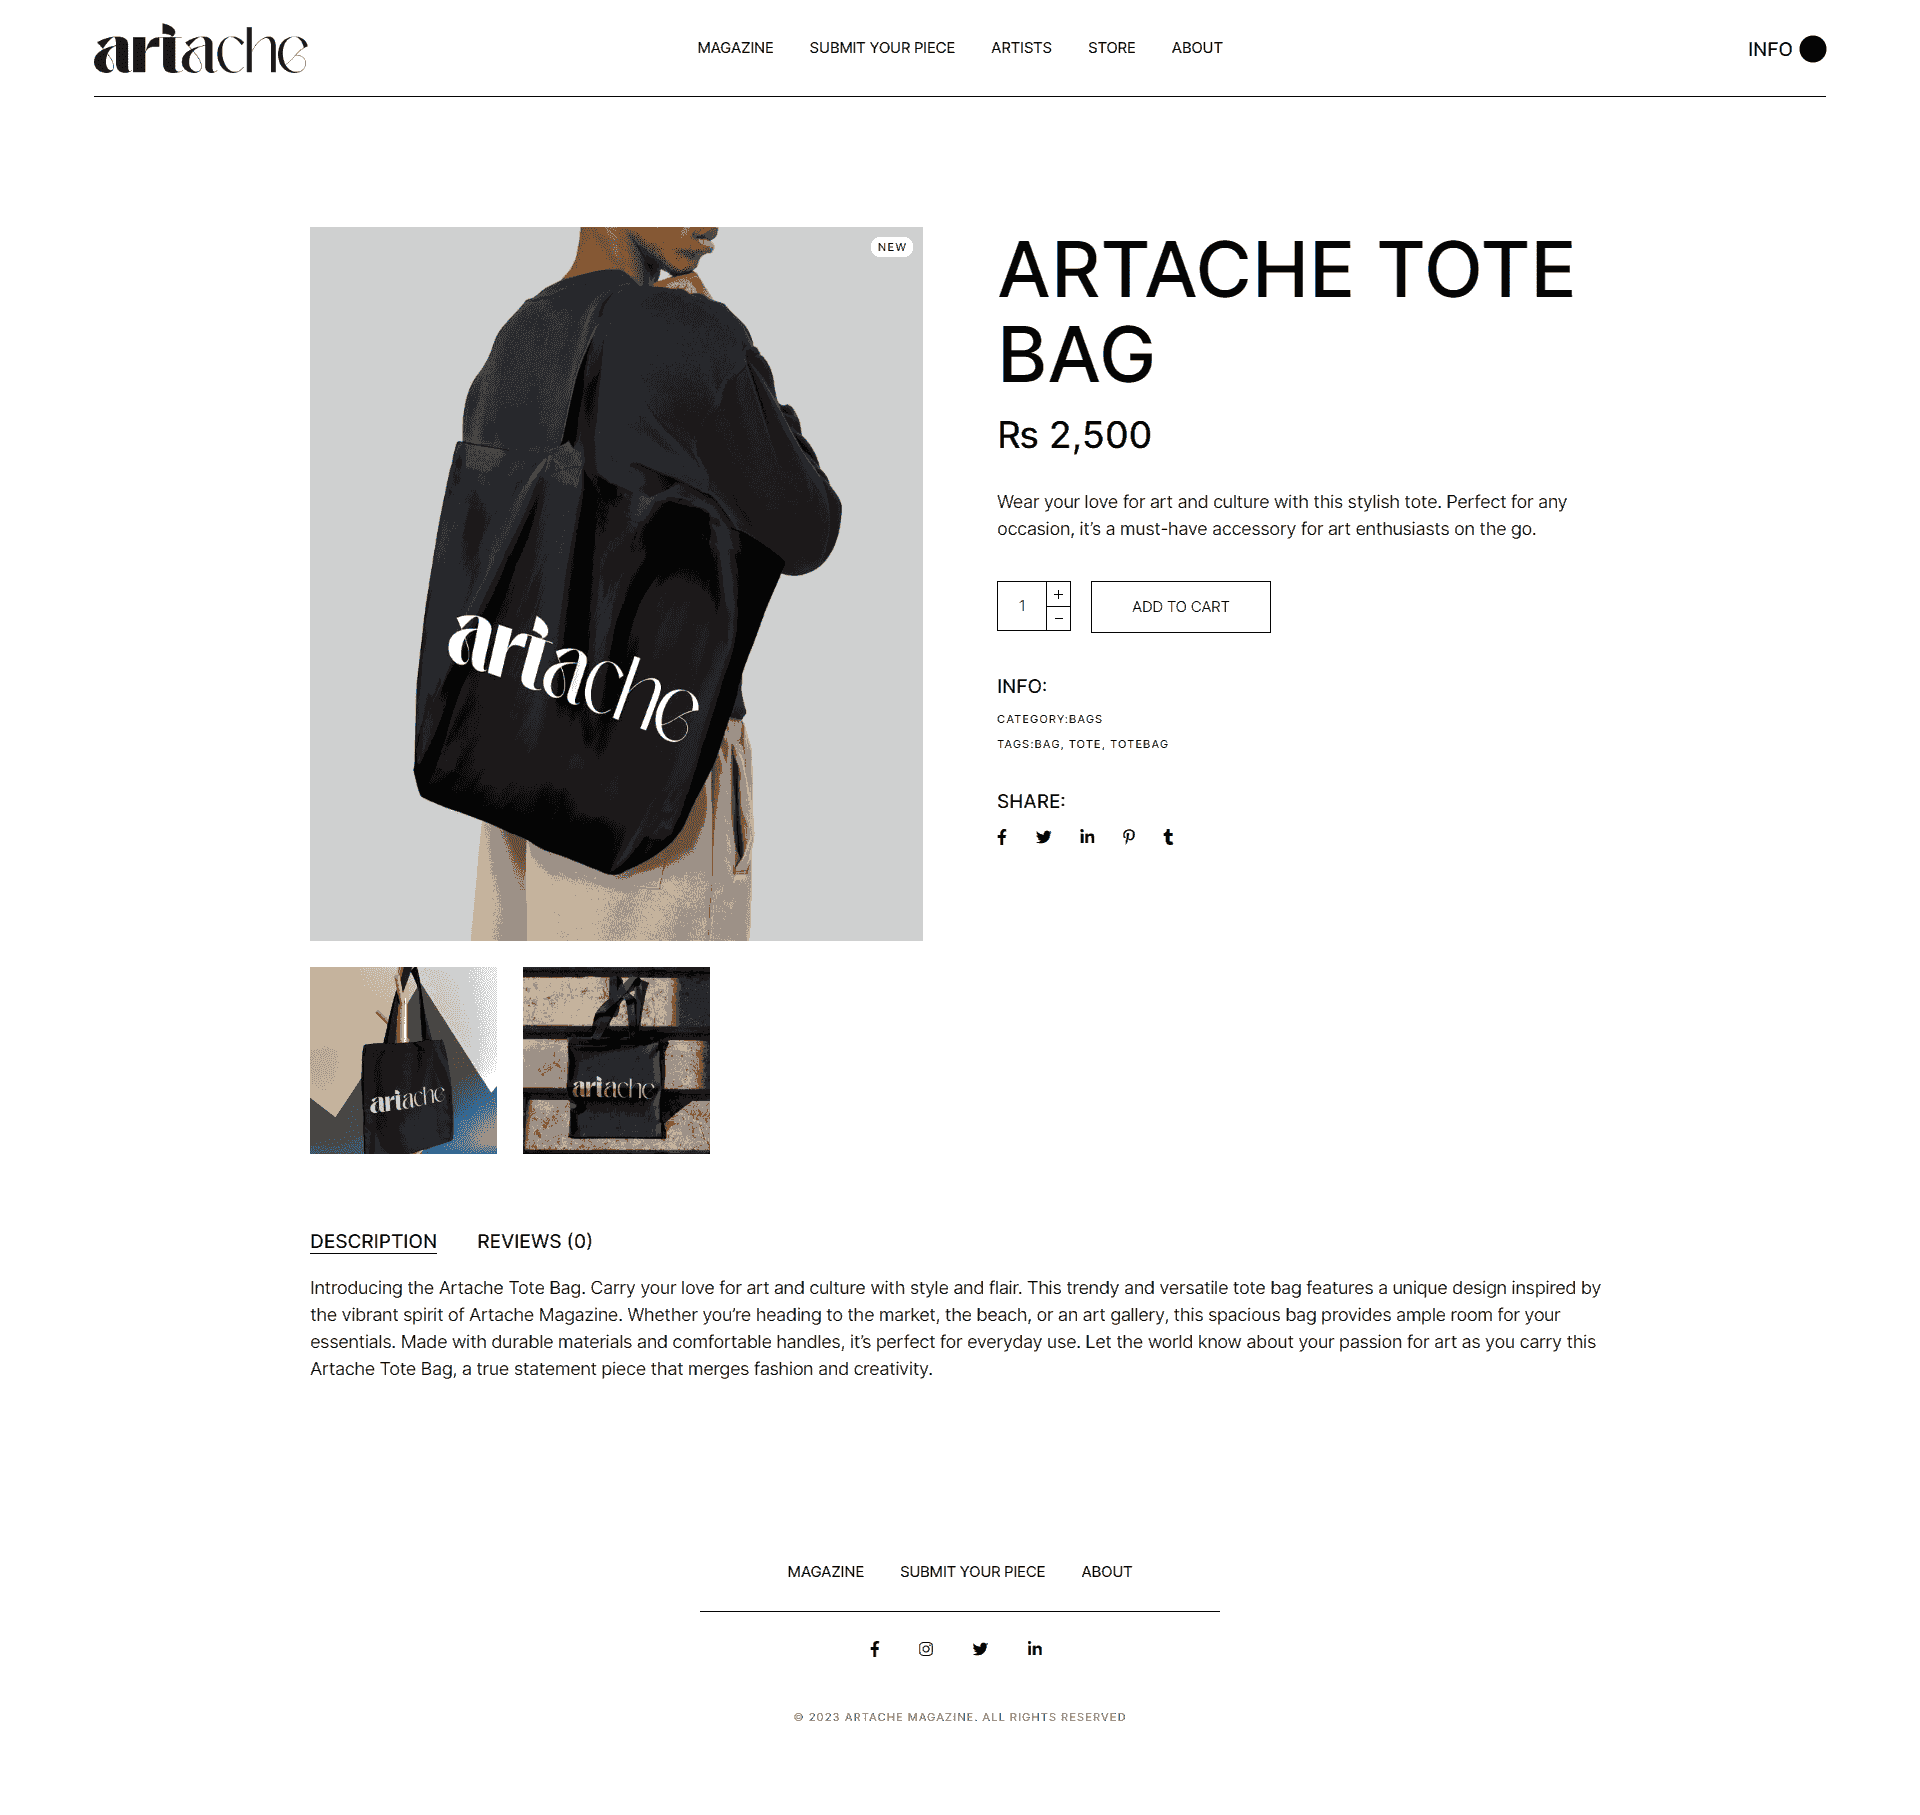 artache
MAGAZINE
SUBMIT YOUR PIECE
ARTISTS
STORE
ABOUT
INFO
NEW
artache
ARTACHE TOTE
BAG
Rs 2,500
Wear your love for art and culture with this stylish tote. Perfect for any
occasion, it’s a must-have accessory for art enthusiasts on the go.
1
+
−
ADD TO CART
INFO:
CATEGORY:BAGS
TAGS:BAG, TOTE, TOTEBAG
SHARE:
artache
artache
DESCRIPTION
REVIEWS (0)
Introducing the Artache Tote Bag. Carry your love for art and culture with style and flair. This trendy and versatile tote bag features a unique design inspired by
the vibrant spirit of Artache Magazine. Whether you’re heading to the market, the beach, or an art gallery, this spacious bag provides ample room for your
essentials. Made with durable materials and comfortable handles, it’s perfect for everyday use. Let the world know about your passion for art as you carry this
Artache Tote Bag, a true statement piece that merges fashion and creativity.
MAGAZINE
SUBMIT YOUR PIECE
ABOUT
© 2023 ARTACHE MAGAZINE. ALL RIGHTS RESERVED